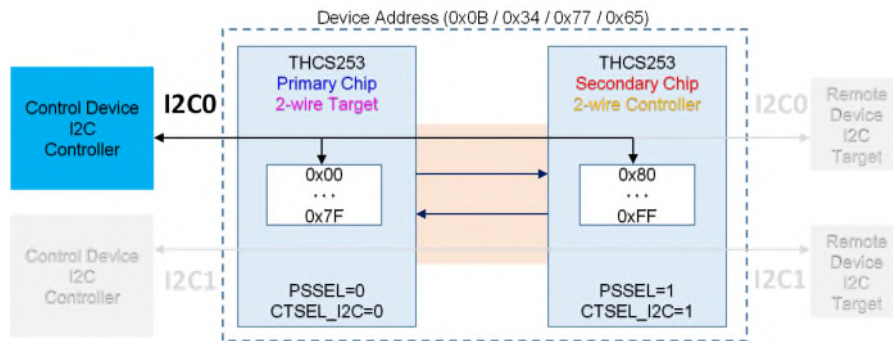 Device Address (0x0B / 0x34 / 0x77 / 0x65)
Control Device
I2C
Controller
I2C0
THCS253
Primary Chip
2-wire Target
0x00
...
0x7F
PSSEL=0
CTSEL_I2C=0
THCS253
Secondary Chip
2-wire Controller
0x80
...
0xFF
PSSEL=1
CTSEL_I2C=1
I2C0
Remote
Device
I2C
Target
Control Device
I2C
Controller
I2C1
I2C1
Remote
Device
I2C
Target